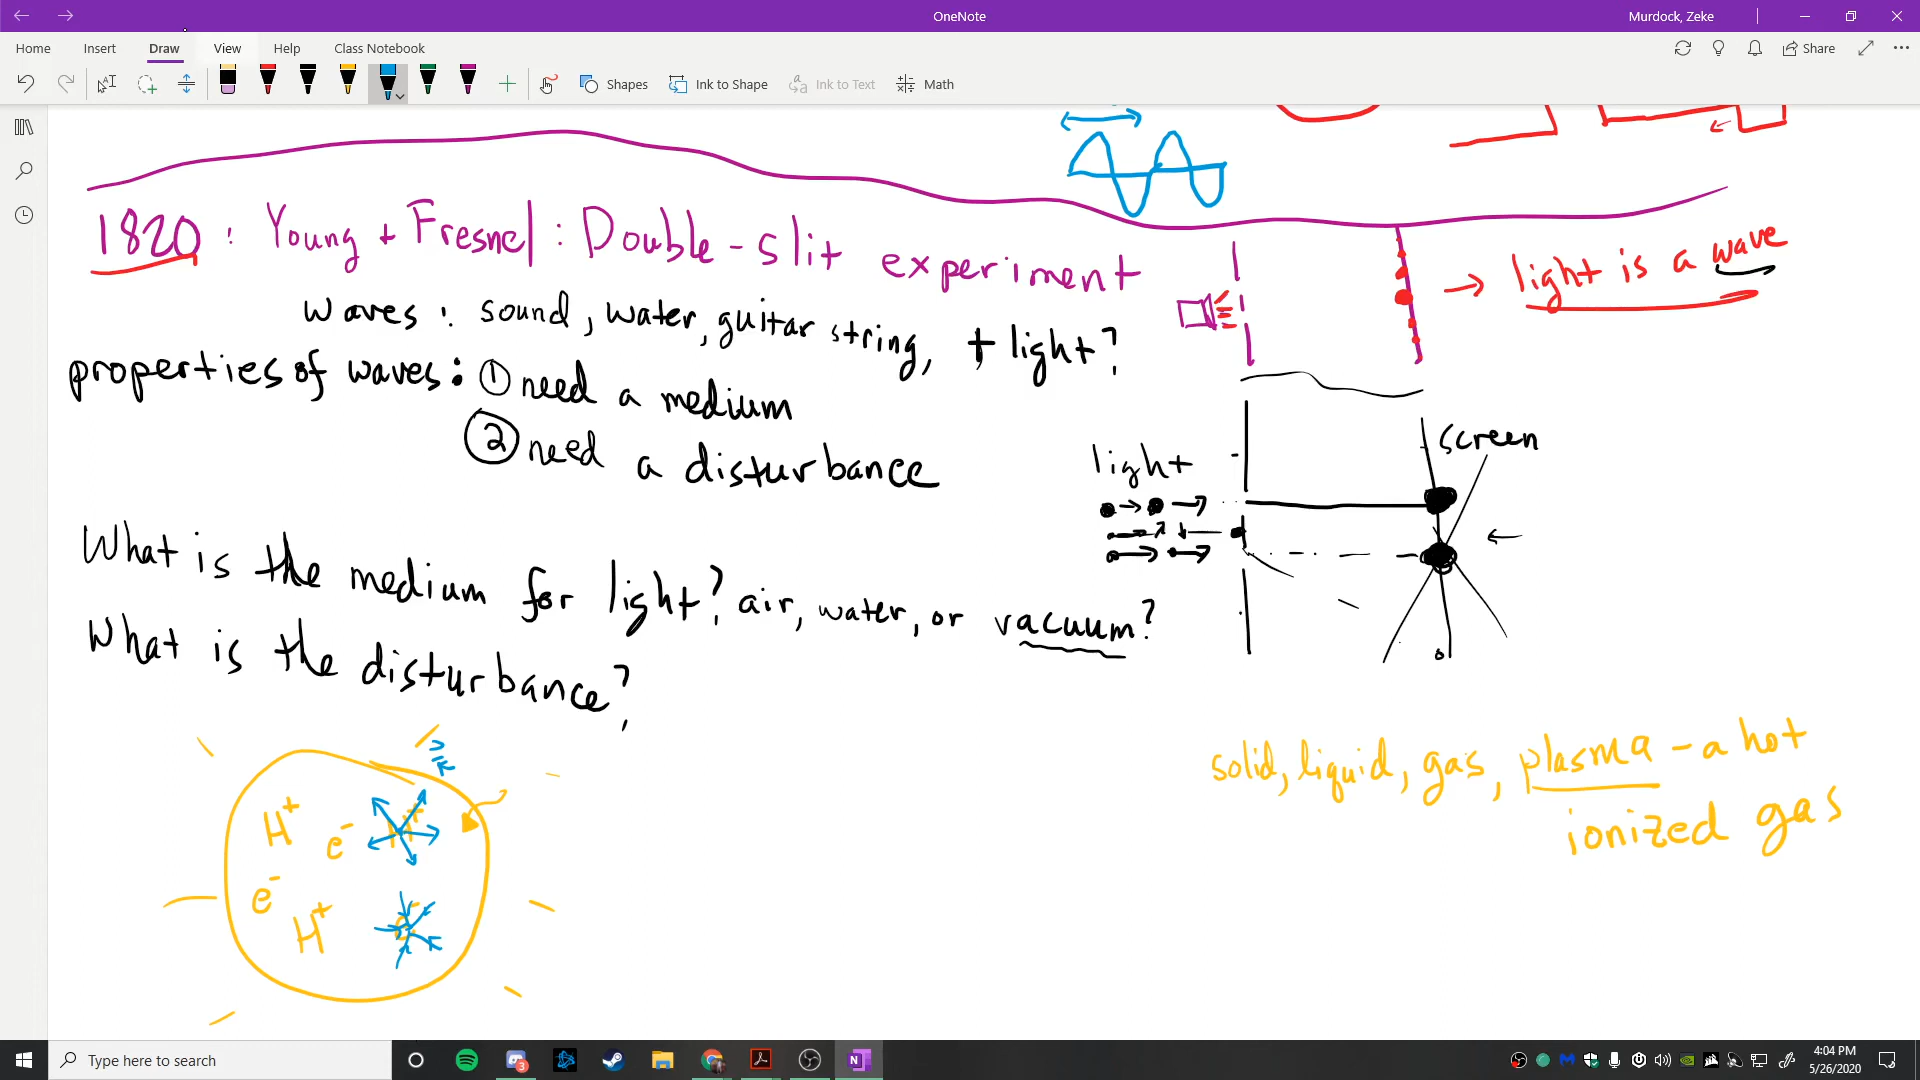 OneNote
Murdock, Zeke
Home Insert Draw View Help Class Notebook
Share
Shapes Ink to Shape Ink to Text Math
1820 : Young + Fresnel : Double-slit experiment
→ light is a wave
waves : sound, water, guitar string, + light?
properties of waves: ① need a medium
② need a disturbance
light
screen
What is the medium for light? air, water, or vacuum?
What is the disturbance?
solid, liquid, gas, plasma - a hot
ionized gas
H+ e- H+
e- H+ e-
Type here to search
3
N
4:04 PM
5/26/2020